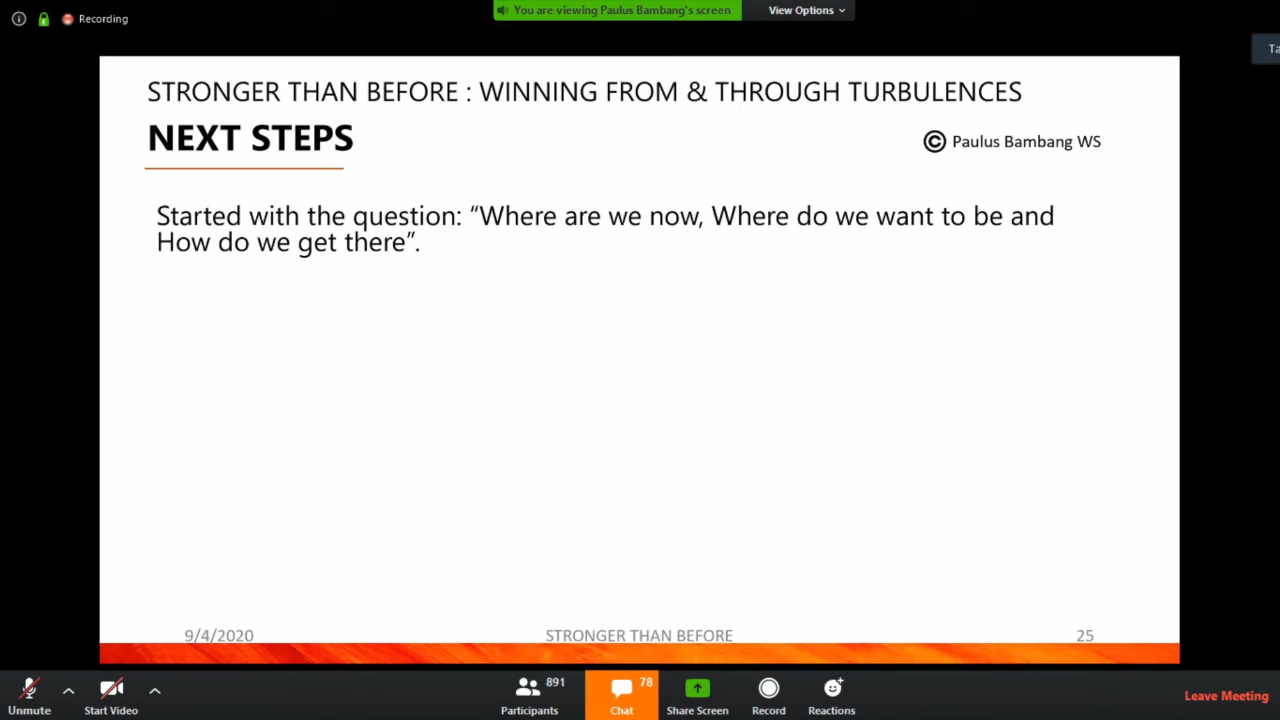 Recording
You are viewing Paulus Bambang's screen
View Options
Ta
STRONGER THAN BEFORE : WINNING FROM & THROUGH TURBULENCES
NEXT STEPS
© Paulus Bambang WS
Started with the question: “Where are we now, Where do we want to be and
How do we get there”.
9/4/2020
STRONGER THAN BEFORE
25
Unmute
Start Video
891
Participants
78
Chat
Share Screen
Record
Reactions
Leave Meeting